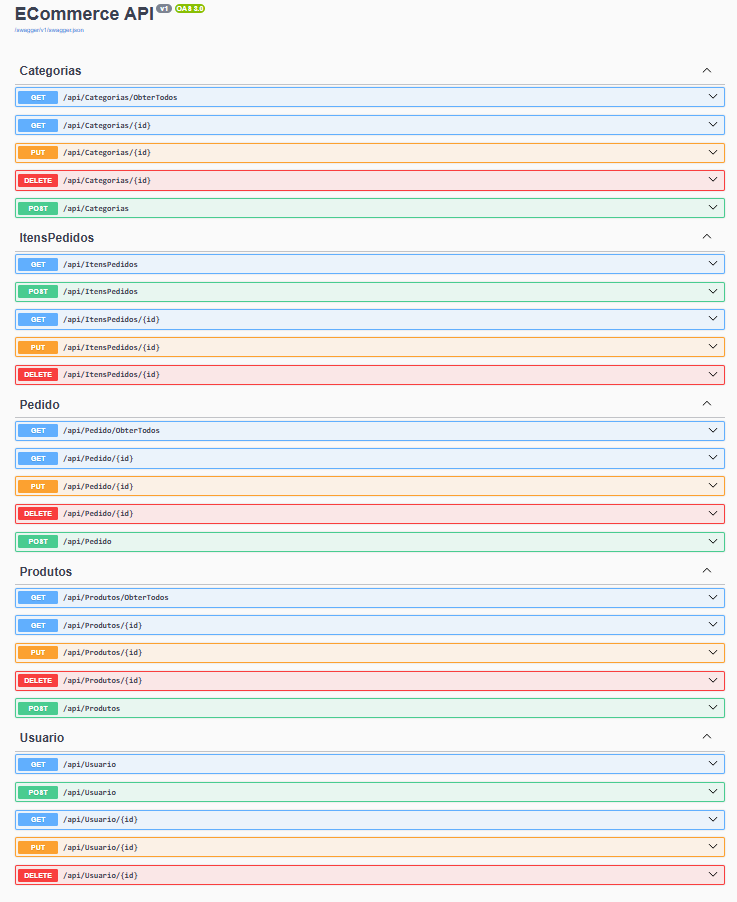 ECommerce API v1 OAS 3.0
/swagger/v1/swagger.json
Categorias
GET /api/Categorias/ObterTodos
GET /api/Categorias/{id}
PUT /api/Categorias/{id}
DELETE /api/Categorias/{id}
POST /api/Categorias
ItensPedidos
GET /api/ItensPedidos
POST /api/ItensPedidos
GET /api/ItensPedidos/{id}
PUT /api/ItensPedidos/{id}
DELETE /api/ItensPedidos/{id}
Pedido
GET /api/Pedido/ObterTodos
GET /api/Pedido/{id}
PUT /api/Pedido/{id}
DELETE /api/Pedido/{id}
POST /api/Pedido
Produtos
GET /api/Produtos/ObterTodos
GET /api/Produtos/{id}
PUT /api/Produtos/{id}
DELETE /api/Produtos/{id}
POST /api/Produtos
Usuario
GET /api/Usuario
POST /api/Usuario
GET /api/Usuario/{id}
PUT /api/Usuario/{id}
DELETE /api/Usuario/{id}